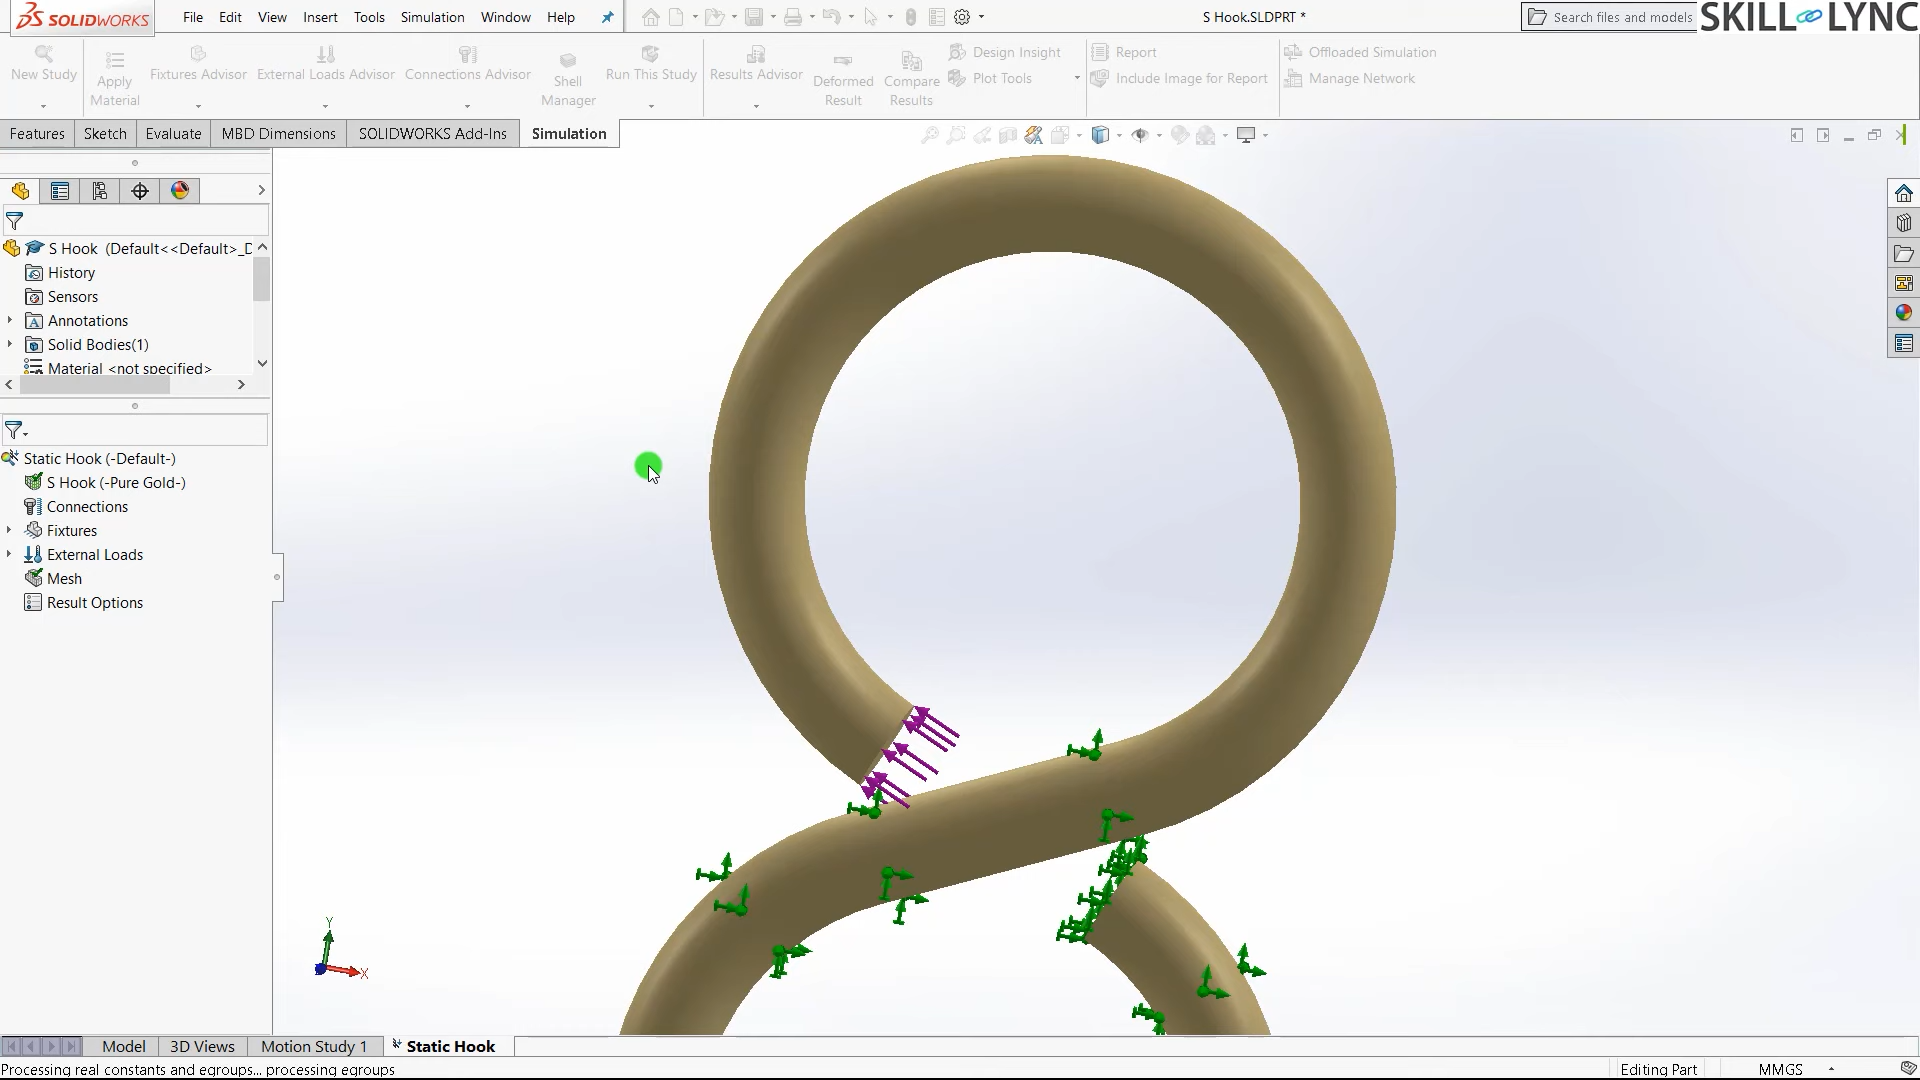 SOLIDWORKS File Edit View Insert Tools Simulation Window Help S Hook.SLDPRT * Search files and models SKILL LYNC
New Study Apply Material Fixtures Advisor External Loads Advisor Connections Advisor Shell Manager Run This Study Results Advisor Deformed Result Compare Results Design Insight Plot Tools Report Include Image for Report Offloaded Simulation Manage Network
Features Sketch Evaluate MBD Dimensions SOLIDWORKS Add-Ins Simulation
S Hook (Default<<Default>_D
History
Sensors
Annotations
Solid Bodies(1)
Material <not specified>
Static Hook (-Default-)
S Hook (-Pure Gold-)
Connections
Fixtures
External Loads
Mesh
Result Options
Y
X
Model 3D Views Motion Study 1 Static Hook
Processing real constants and egroups... processing egroups Editing Part MMGS